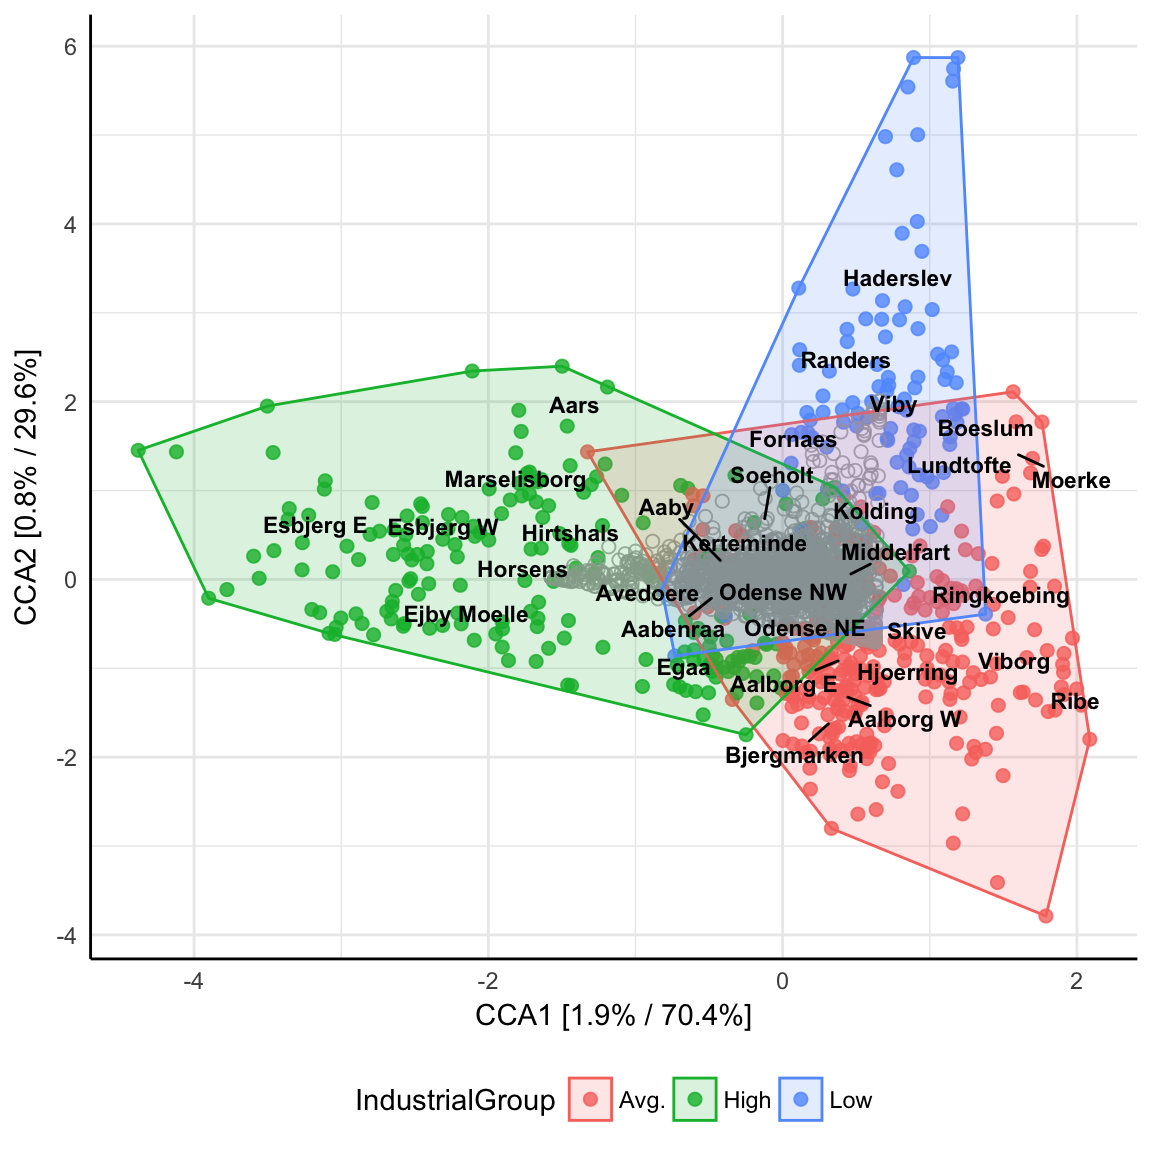 6
4
2
0
-2
-4
CCA2 [0.8% / 29.6%]
Haderslev
Randers
Viby
Aars
Boeslum
Fornaes
Lundtofte
Soeholt
Marselisborg
Moerke
Aaby
Kolding
Esbjerg E
Esbjerg W
Hirtshals
Kerteminde
Middelfart
Horsens
Avedoere
Odense NW
Ringkoebing
Ejby Moelle
Aabenraa
Odense NE
Skive
Egaa
Viborg
Hjoerring
Aalborg E
Ribe
Aalborg W
Bjergmarken
-4 -2 0 2
CCA1 [1.9% / 70.4%]
IndustrialGroup Avg. High Low